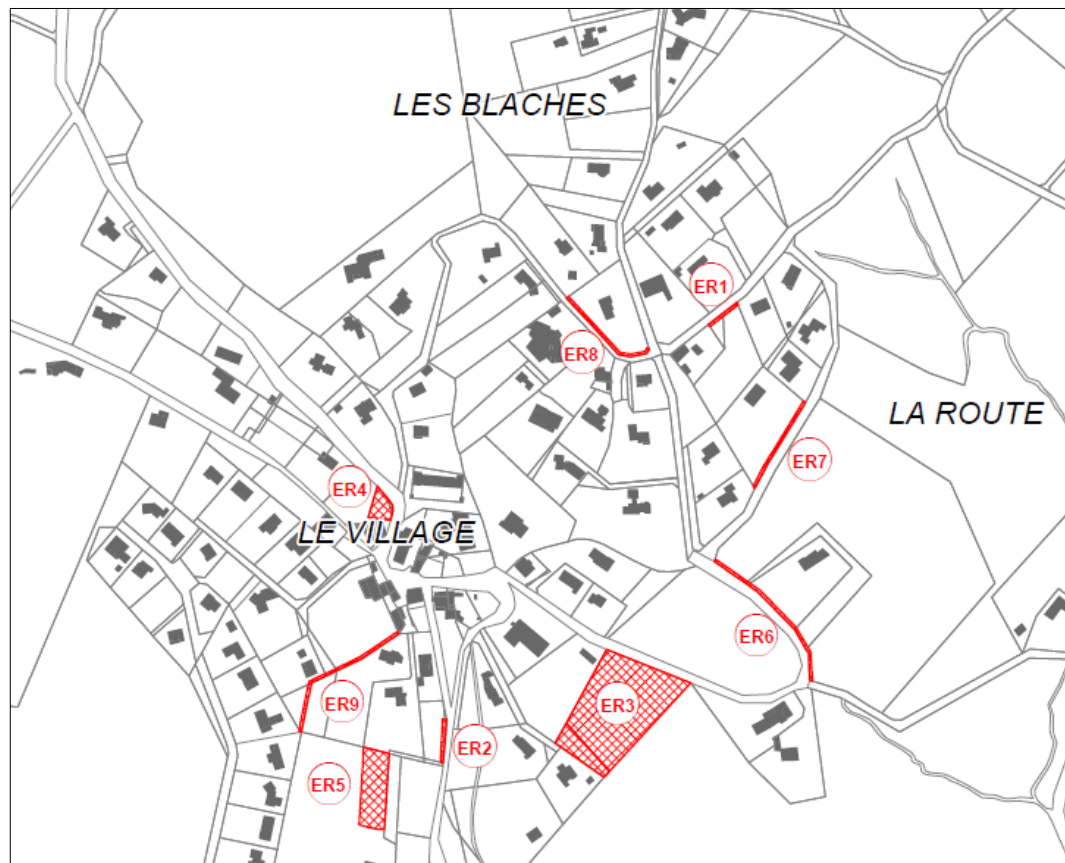 LES BLACHES
ER1
ER8
LA ROUTE
ER7
ER4
LE VILLAGE
ER6
ER9
ER3
ER2
ER5